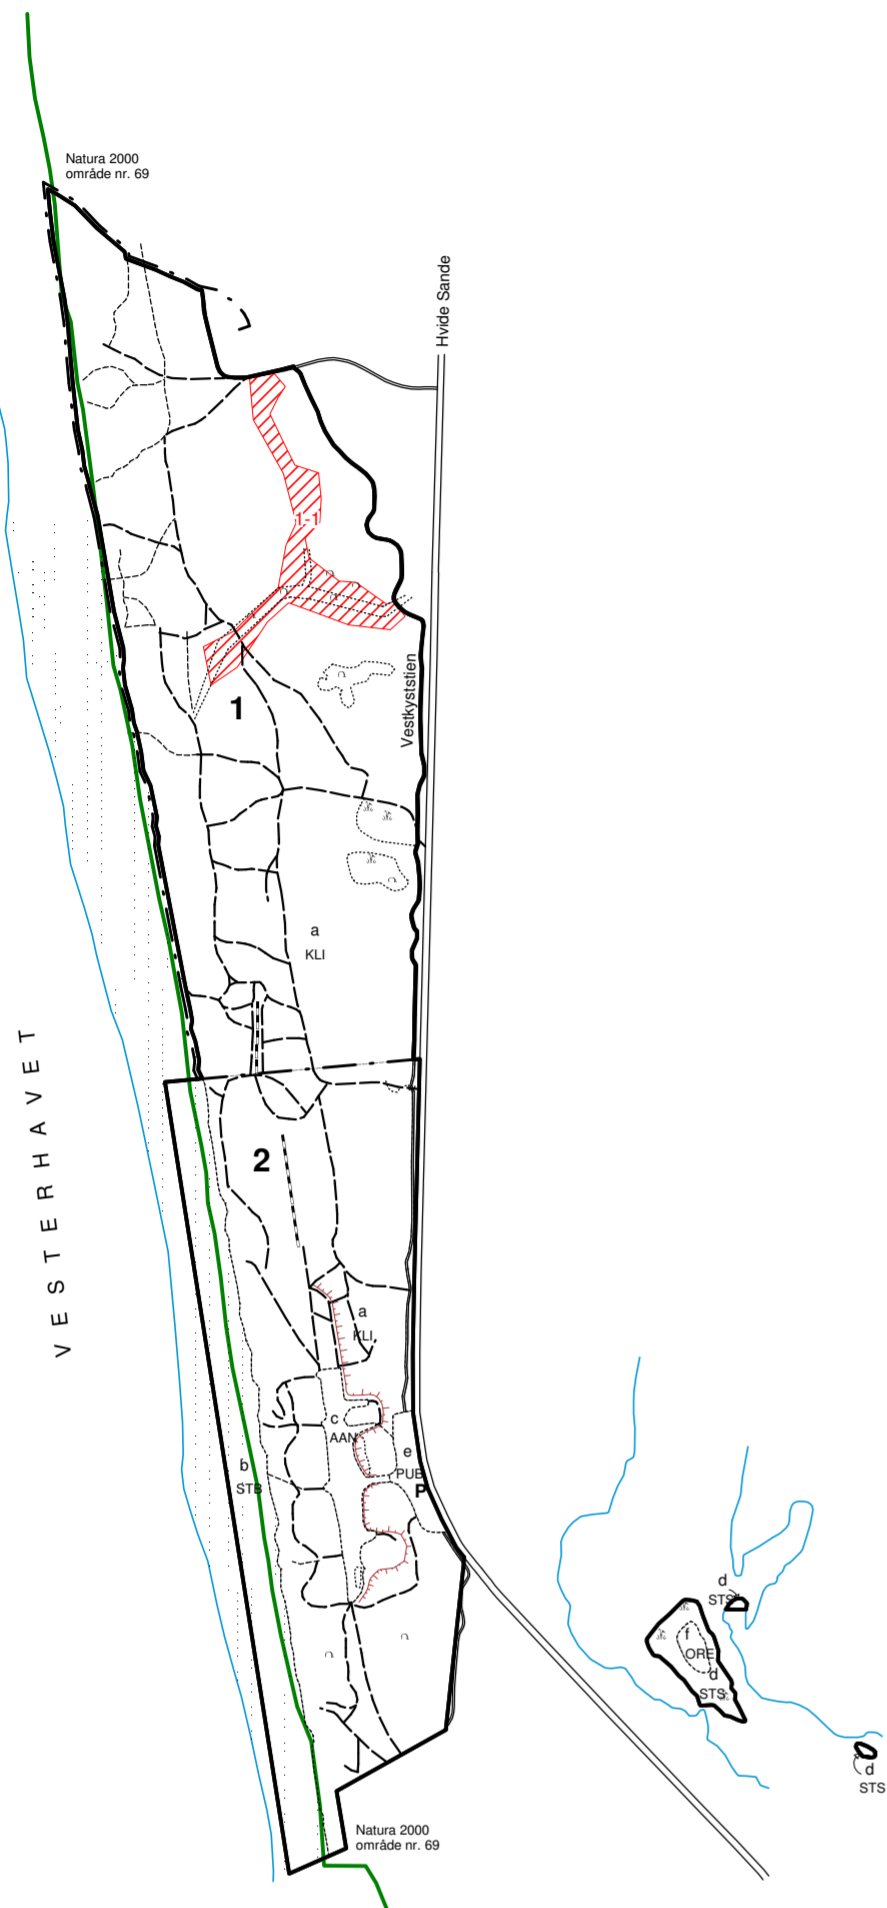 Natura 2000
område nr. 69
Hvide Sande
1-1
Vestkyststien
1
a
KLI
VESTERHAVET
2
a
KLI
c
AAN
e
PUB
P
b
STB
d
STS
f
ORE
d
STS
d
STS
Natura 2000
område nr. 69